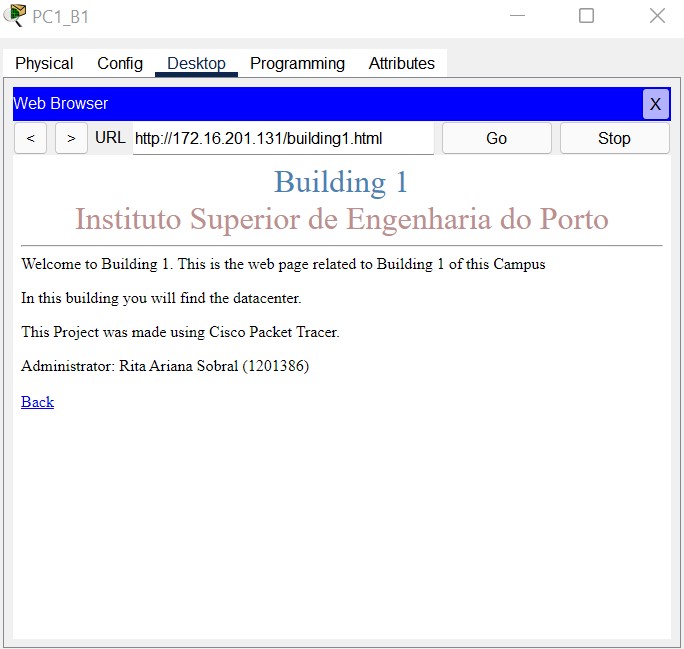 PC1_B1
Physical Config Desktop Programming Attributes
Web Browser X
< > URL http://172.16.201.131/building1.html Go Stop
Building 1
Instituto Superior de Engenharia do Porto
Welcome to Building 1. This is the web page related to Building 1 of this Campus
In this building you will find the datacenter.
This Project was made using Cisco Packet Tracer.
Administrator: Rita Ariana Sobral (1201386)
Back